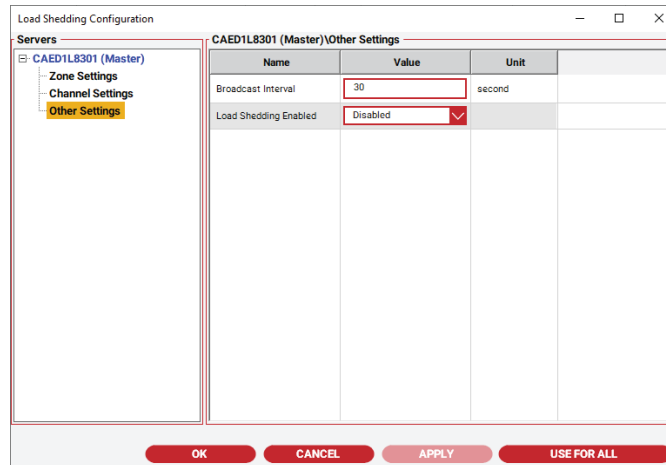 Load Shedding Configuration
Servers
CAED1L8301 (Master)
Zone Settings
Channel Settings
Other Settings
CAED1L8301 (Master)\Other Settings
Name Value Unit
Broadcast Interval 30 second
Load Shedding Enabled Disabled
OK CANCEL APPLY USE FOR ALL